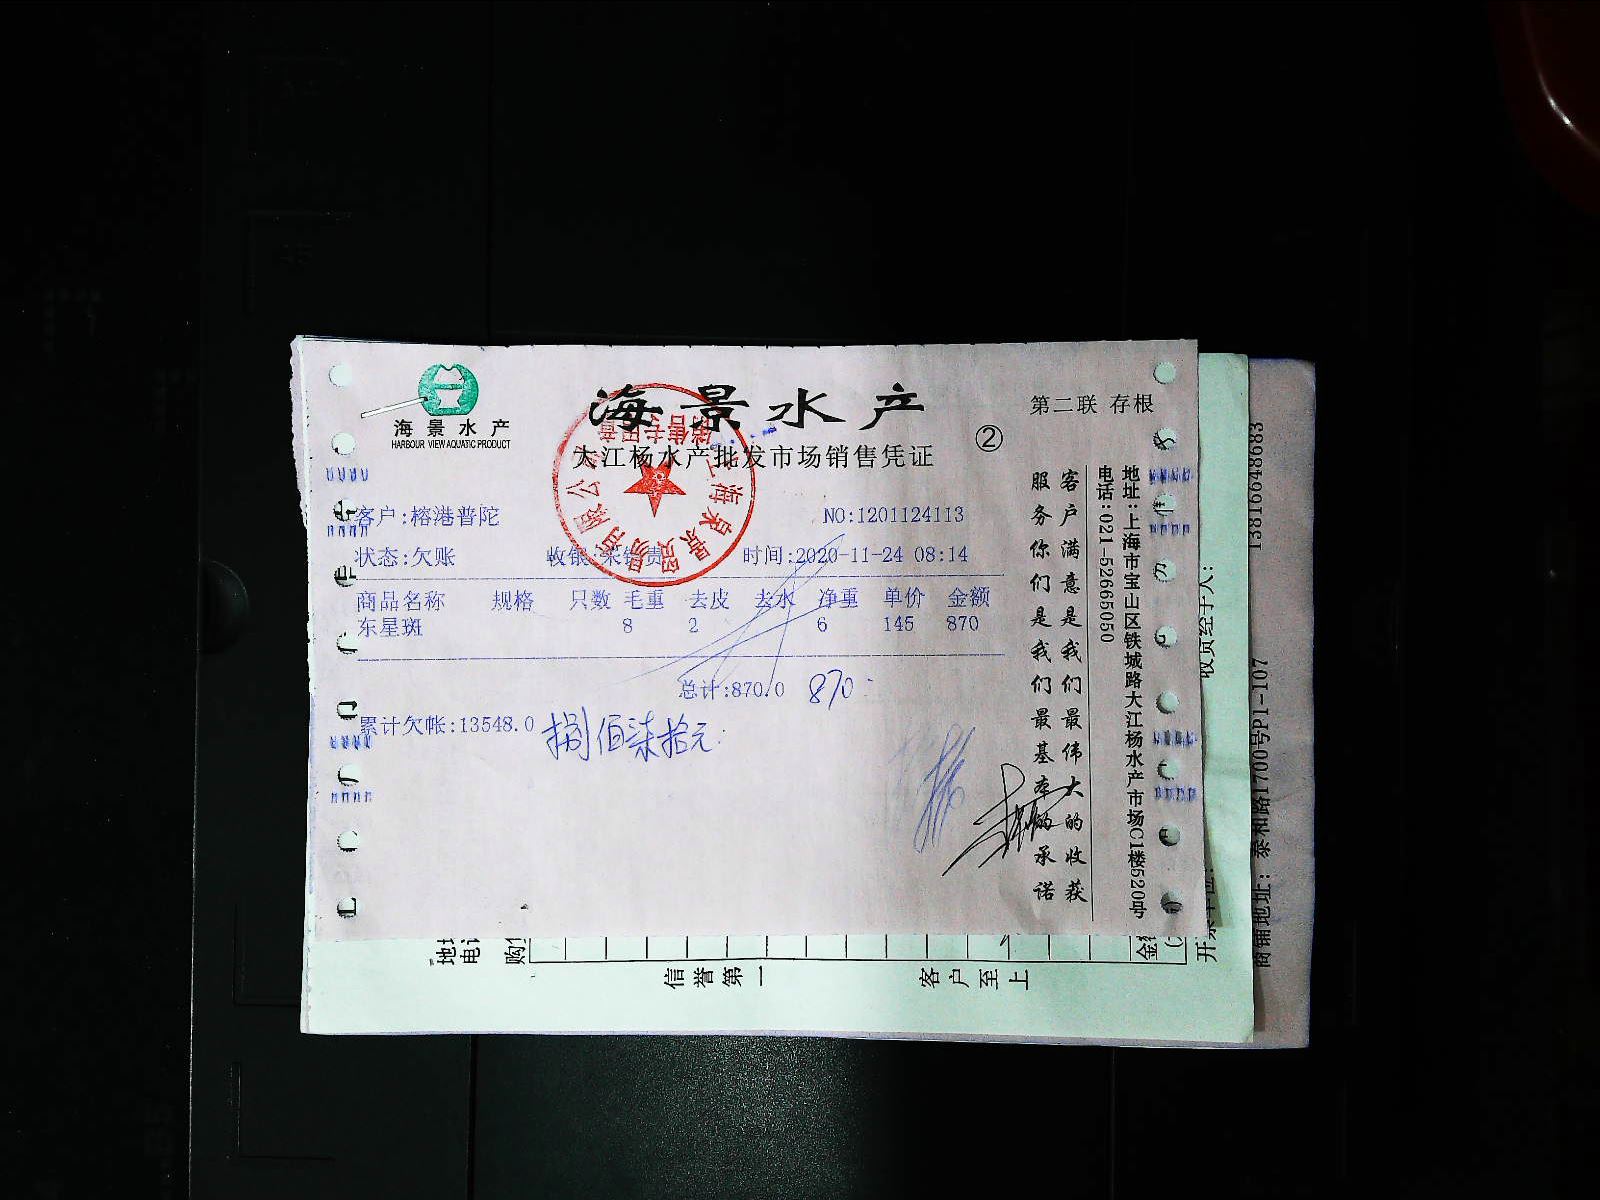 海景水产
HARBOUR VIEW AQUATIC PRODUCT
海景水产
第二联 存根
大江杨水产批发市场销售凭证
②
客户:榕港普陀
NO:1201124113
状态:欠账
收银:
时间:2020-11-24 08:14
商品名称 规格 只数 毛重 去皮 去水 净重 单价 金额
东星斑 8 2 6 145 870
总计:870.0 870
累计欠帐:13548.0 捌佰柒拾元
客户满意是我们最伟大的收获
服务你们是我们最基本的承诺
地址:上海市宝山区铁城路大江杨水产市场C1楼520号
电话:021-52665050
收货经手人:
13816648683
商铺地址: 泰和路1700号P1-107
信誉第一
客户至上